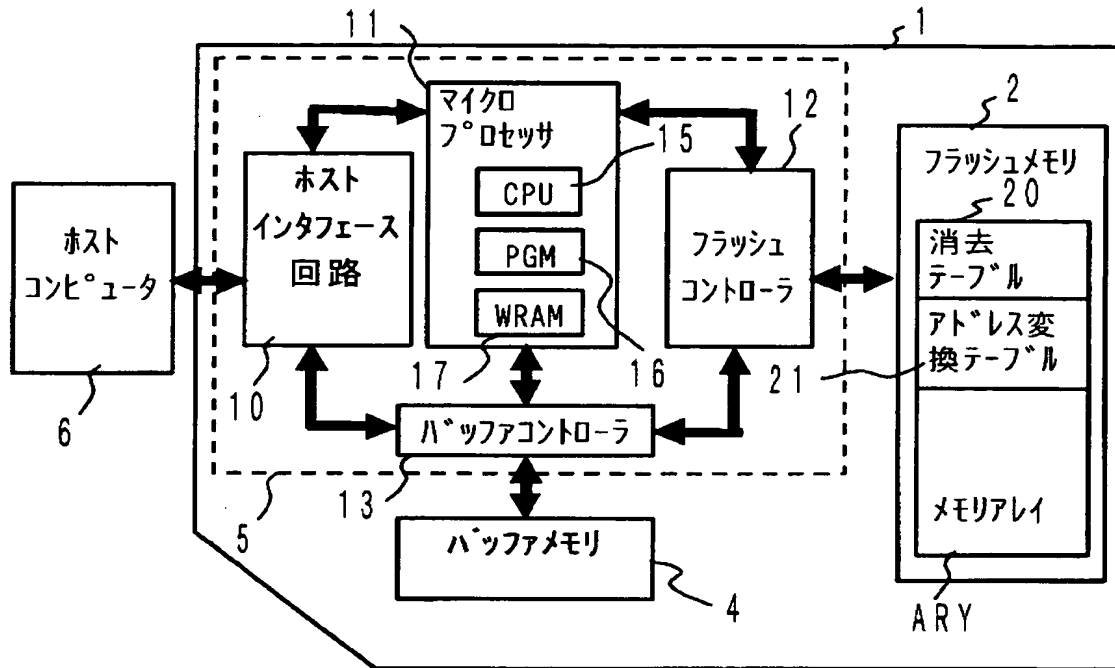 11
1
マイクロ
プロセッサ
12
2
15
フラッシュメモリ
CPU
20
ホスト
インタフェース
回路
消去
テーブル
ホスト
コンピュータ
PGM
フラッシュ
コントローラ
WRAM
アドレス変
換テーブル
10
17
16
21
6
バッファコントローラ
5
13
メモリアレイ
バッファメモリ
4
ARY